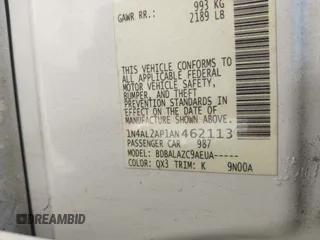 GAWR RR.: 993 KG
2189 LB
THIS VEHICLE CONFORMS TO
ALL APPLICABLE FEDERAL
MOTOR VEHICLE SAFETY,
BUMPER, AND THEFT
PREVENTION STANDARDS IN
EFFECT ON THE DATE OF
MANUFACTURE SHOWN ABOVE.
1N4AL2AP1AN462113
PASSENGER CAR 987
MODEL: BDBALAZC9AEUA-----
COLOR: QX3 TRIM: K 9N00A
DREAMBID